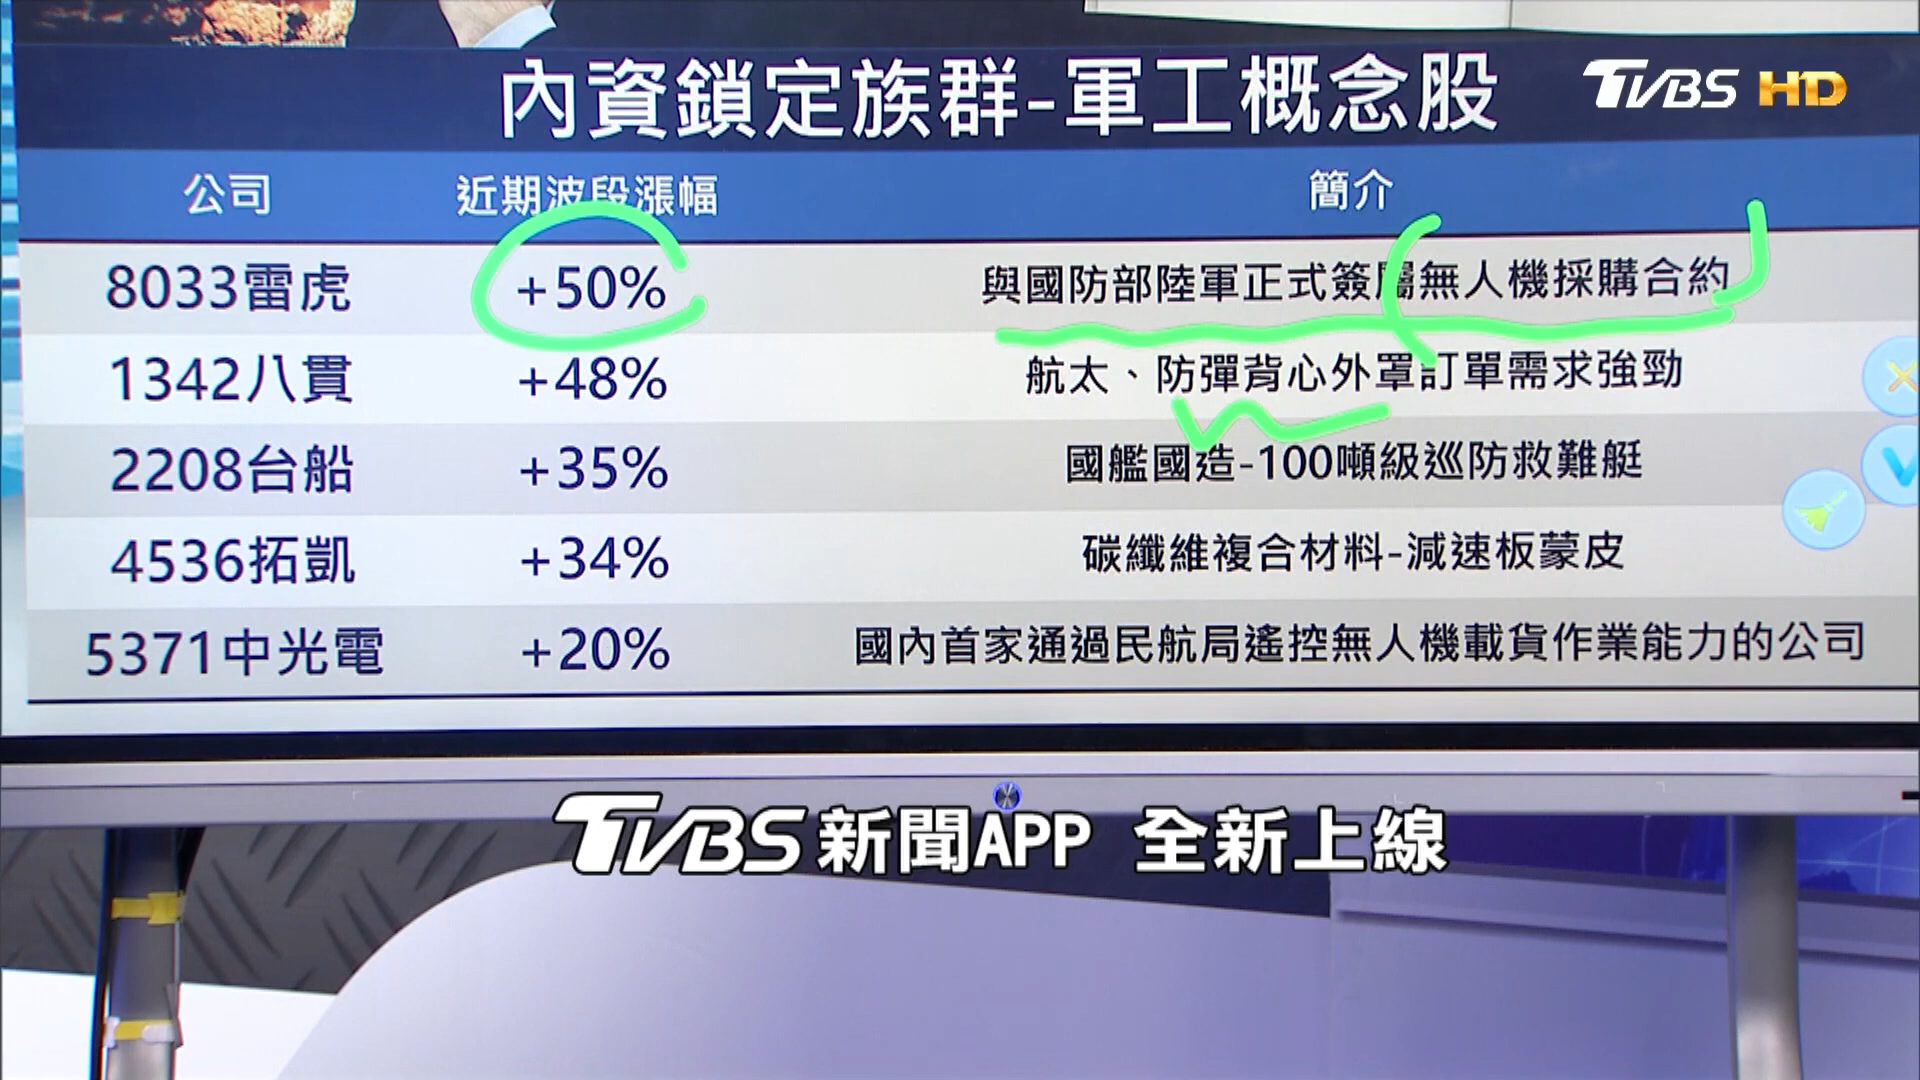 內資鎖定族群-軍工概念股
TVBS HD
公司 近期波段漲幅 簡介
8033雷虎 +50% 與國防部陸軍正式簽屬無人機採購合約
1342八貫 +48% 航太、防彈背心外罩訂單需求強勁
2208台船 +35% 國艦國造-100噸級巡防救難艇
4536拓凱 +34% 碳纖維複合材料-減速板蒙皮
5371中光電 +20% 國內首家通過民航局遙控無人機載貨作業能力的公司
TVBS新聞APP 全新上線